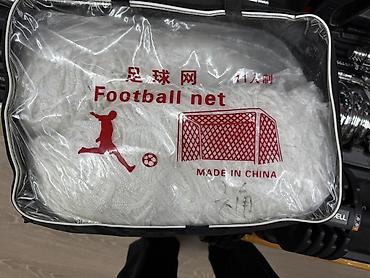 足球网 11人制
Football net
MADE IN CHINA